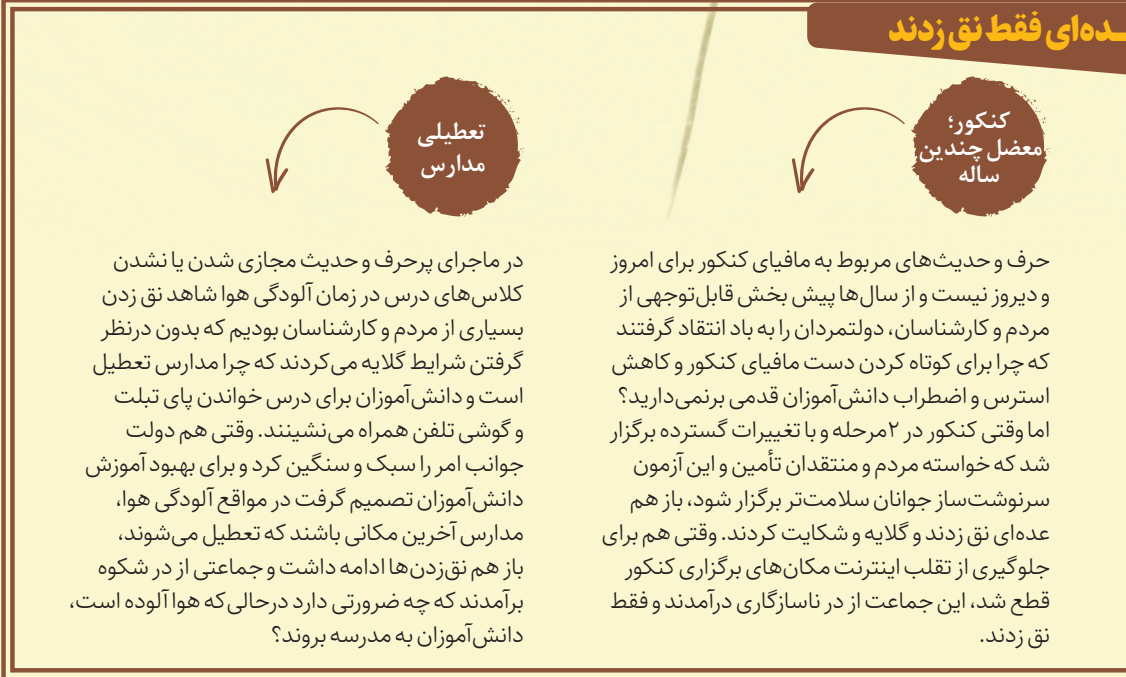 ـده‌ای فقط نق زدند
کنکور؛
معضل چندین
ساله
حرف و حدیث‌های مربوط به مافیای کنکور برای امروز
و دیروز نیست و از سال‌ها پیش بخش قابل‌توجهی از
مردم و کارشناسان، دولتمردان را به باد انتقاد گرفتند
که چرا برای کوتاه کردن دست مافیای کنکور و کاهش
استرس و اضطراب دانش‌آموزان قدمی برنمی‌دارید؟
اما وقتی کنکور در ۲مرحله و با تغییرات گسترده برگزار
شد که خواسته مردم و منتقدان تأمین و این آزمون
سرنوشت‌ساز جوانان سلامت‌تر برگزار شود، باز هم
عده‌ای نق زدند و گلایه و شکایت کردند. وقتی هم برای
جلوگیری از تقلب اینترنت مکان‌های برگزاری کنکور
قطع شد، این جماعت از در ناسازگاری درآمدند و فقط
نق زدند.
تعطیلی
مدارس
در ماجرای پرحرف و حدیث مجازی شدن یا نشدن
کلاس‌های درس در زمان آلودگی هوا شاهد نق زدن
بسیاری از مردم و کارشناسان بودیم که بدون درنظر
گرفتن شرایط گلایه می‌کردند که چرا مدارس تعطیل
است و دانش‌آموزان برای درس خواندن پای تبلت
و گوشی تلفن همراه می‌نشینند. وقتی هم دولت
جوانب امر را سبک و سنگین کرد و برای بهبود آموزش
دانش‌آموزان تصمیم گرفت در مواقع آلودگی هوا،
مدارس آخرین مکانی باشند که تعطیل می‌شوند،
باز هم نق‌زدن‌ها ادامه داشت و جماعتی از در شکوه
برآمدند که چه ضرورتی دارد درحالی‌که هوا آلوده است،
دانش‌آموزان به مدرسه بروند؟